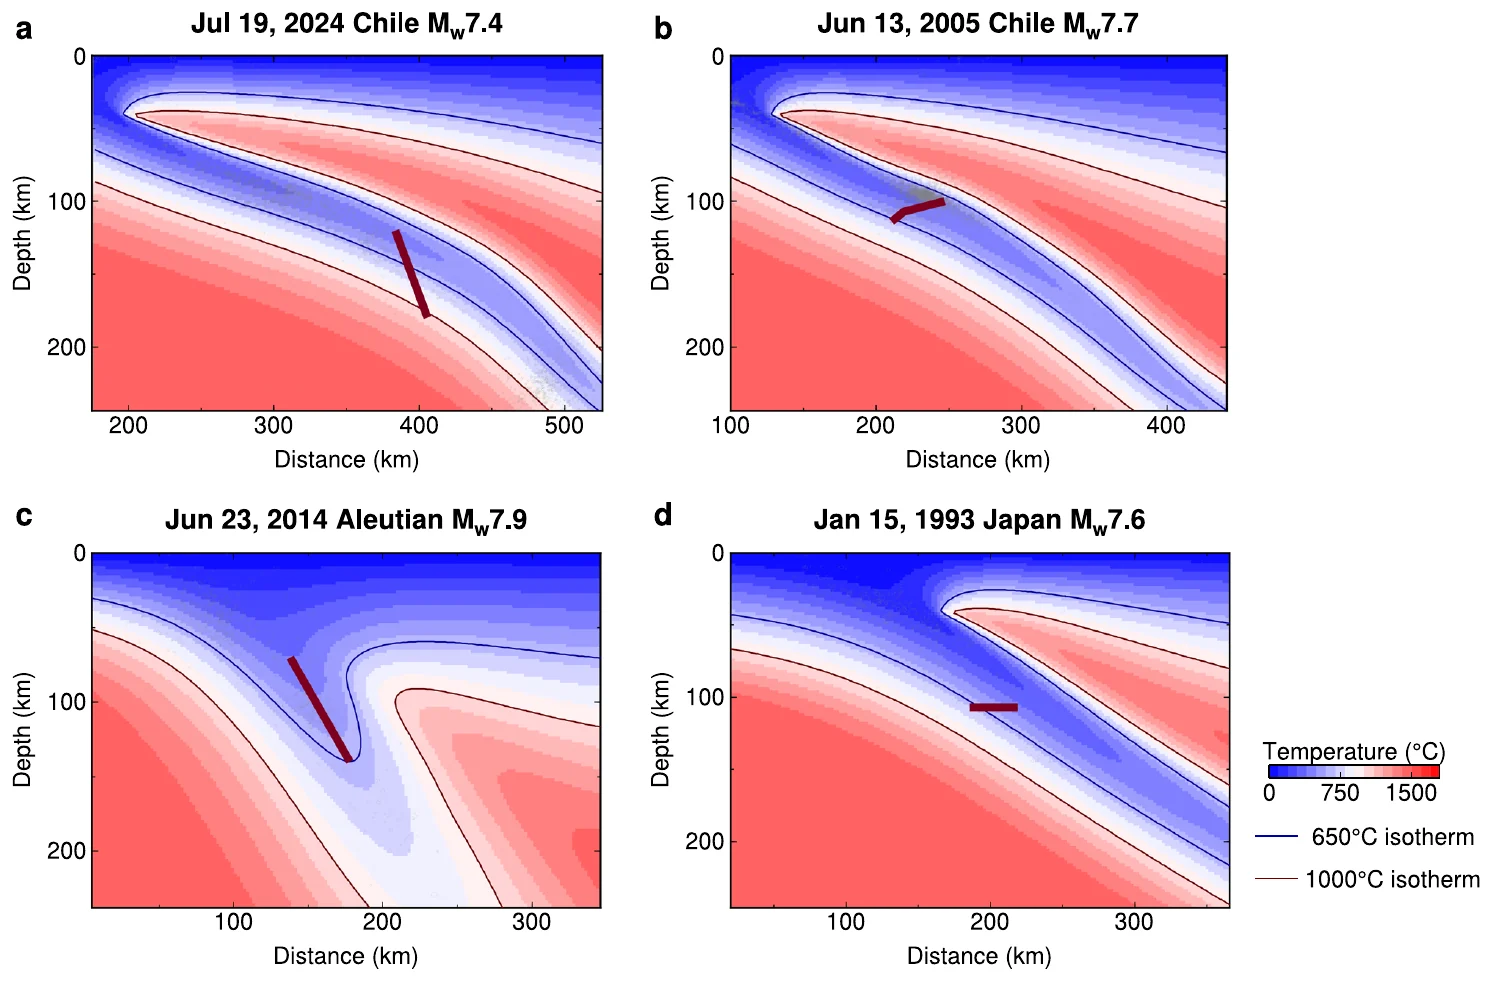 a
Jul 19, 2024 Chile Mw7.4
0
100
200
Depth (km)
200 300 400 500
Distance (km)
b
Jun 13, 2005 Chile Mw7.7
0
100
200
Depth (km)
100 200 300 400
Distance (km)
c
Jun 23, 2014 Aleutian Mw7.9
0
100
200
Depth (km)
100 200 300
Distance (km)
d
Jan 15, 1993 Japan Mw7.6
0
100
200
Depth (km)
100 200 300
Distance (km)
Temperature (°C)
0 750 1500
650°C isotherm
1000°C isotherm